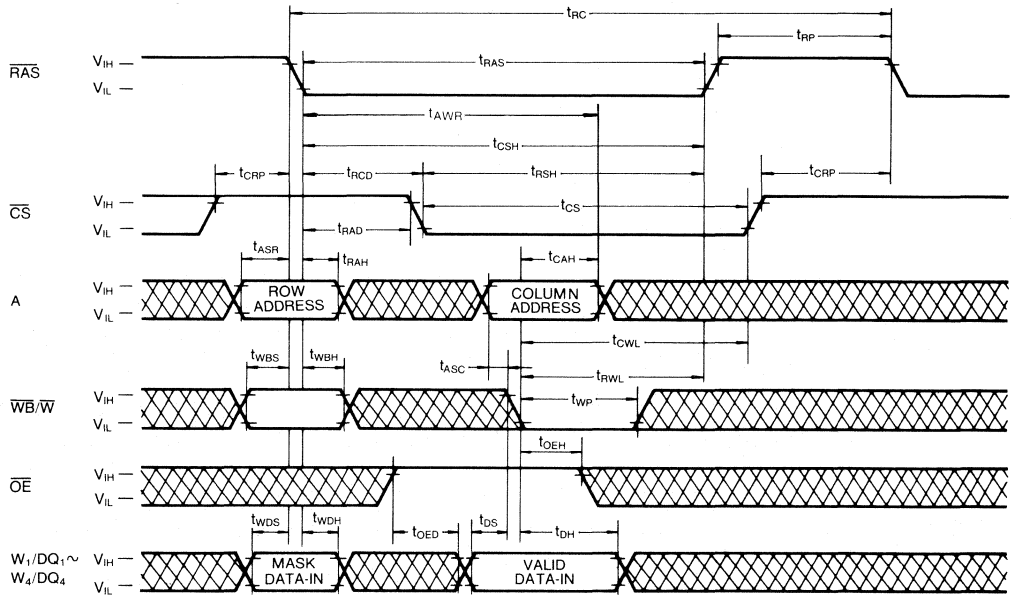 tRC
tRP
RAS
VIH
VIL
tRAS
tAWR
tCSH
tCRP
tRCD
tRSH
tCRP
CS
VIH
VIL
tCS
tRAD
tASR
tRAH
tCAH
A
VIH
VIL
ROW
ADDRESS
COLUMN
ADDRESS
tCWL
tWBS
tWBH
tASC
tRWL
WB/W
VIH
VIL
tWP
tOEH
OE
VIH
VIL
tWDS
tWDH
tOED
tDS
tDH
W1/DQ1~
W4/DQ4
VIH
VIL
MASK
DATA-IN
VALID
DATA-IN